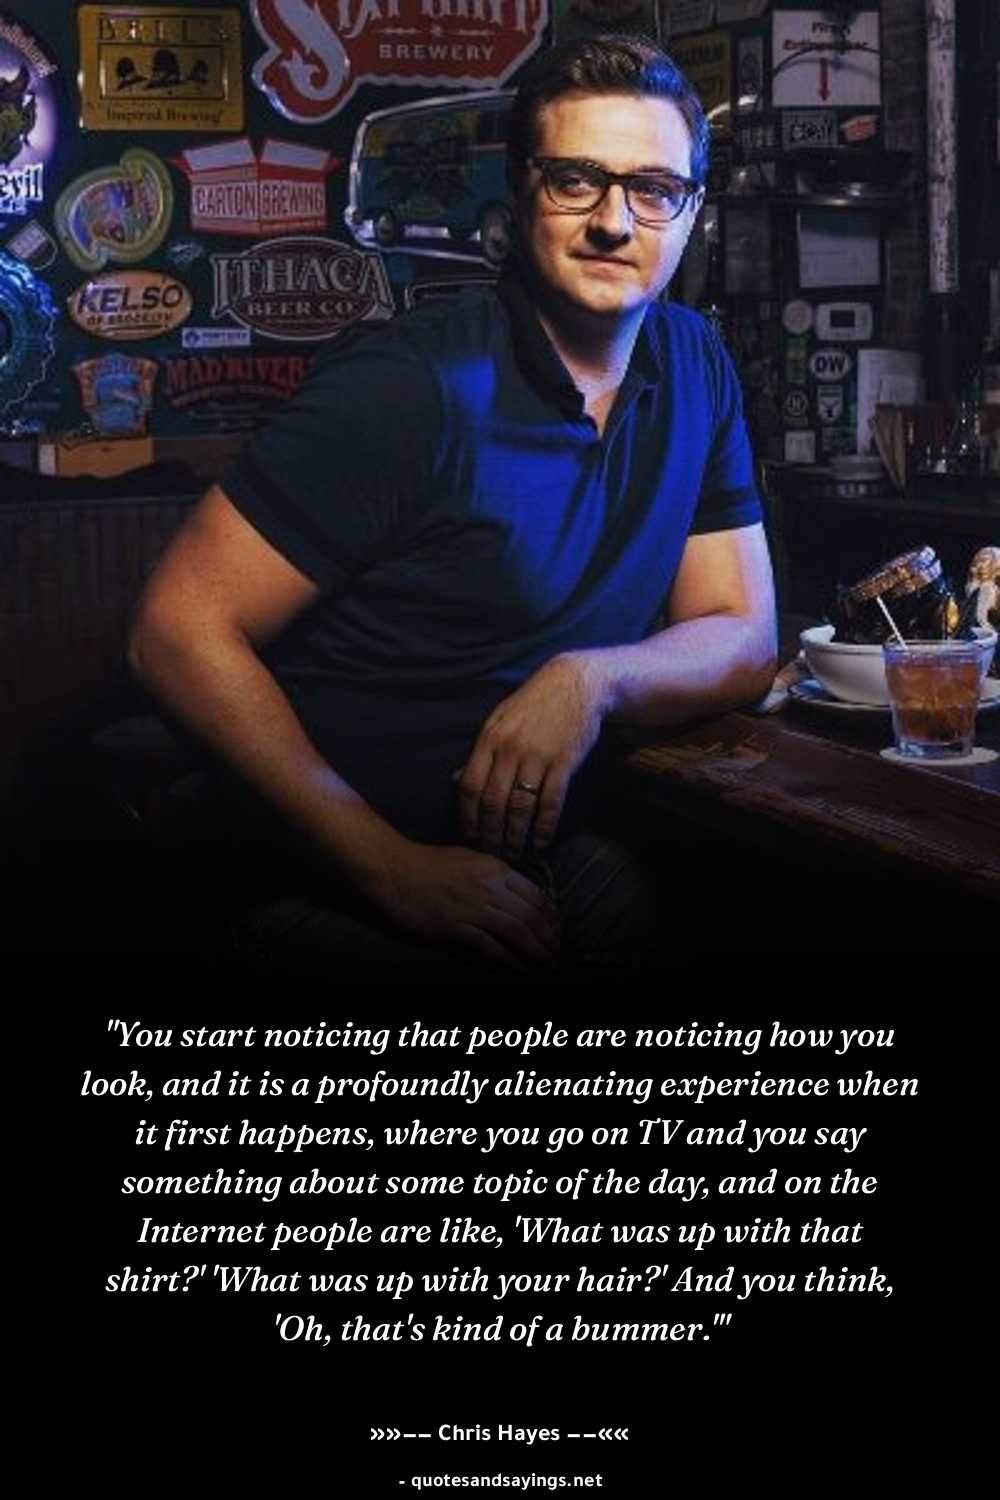 BELL'S
Inspired Brewing
SIXPOINT
BREWERY
evil
CARTON BREWING
KELSO
OF BROOKLYN
ITHACA
BEER CO.
MAD RIVER
DW
"You start noticing that people are noticing how you
look, and it is a profoundly alienating experience when
it first happens, where you go on TV and you say
something about some topic of the day, and on the
Internet people are like, 'What was up with that
shirt?' 'What was up with your hair?' And you think,
'Oh, that's kind of a bummer.'"
»»-- Chris Hayes --««
- quotesandsayings.net